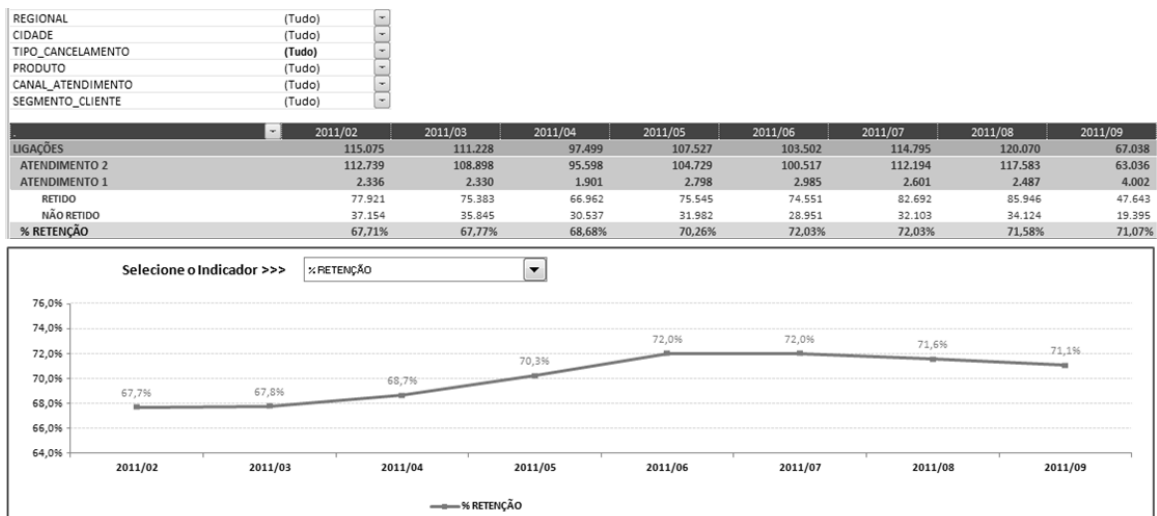 REGIONAL (Tudo)
CIDADE (Tudo)
TIPO_CANCELAMENTO (Tudo)
PRODUTO (Tudo)
CANAL_ATENDIMENTO (Tudo)
SEGMENTO_CLIENTE (Tudo)
. 2011/02 2011/03 2011/04 2011/05 2011/06 2011/07 2011/08 2011/09
LIGAÇÕES 115.075 111.228 97.499 107.527 103.502 114.795 120.070 67.038
ATENDIMENTO 2 112.739 108.898 95.598 104.729 100.517 112.194 117.583 63.036
ATENDIMENTO 1 2.336 2.330 1.901 2.798 2.985 2.601 2.487 4.002
RETIDO 77.921 75.383 66.962 75.545 74.551 82.692 85.946 47.643
NÃO RETIDO 37.154 35.845 30.537 31.982 28.951 32.103 34.124 19.395
% RETENÇÃO 67,71% 67,77% 68,68% 70,26% 72,03% 72,03% 71,58% 71,07%
Selecione o Indicador >>> % RETENÇÃO
76,0%
74,0%
72,0%
70,0%
68,0%
66,0%
64,0%
67,7% 67,8% 68,7% 70,3% 72,0% 72,0% 71,6% 71,1%
2011/02 2011/03 2011/04 2011/05 2011/06 2011/07 2011/08 2011/09
% RETENÇÃO